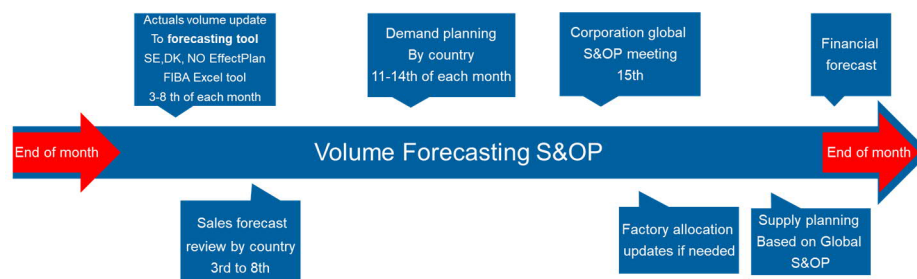 Actuals volume update
To forecasting tool
SE,DK, NO EffectPlan
FIBA Excel tool
3-8 th of each month
Demand planning
By country
11-14th of each month
Corporation global
S&OP meeting
15th
Financial
forecast
End of month
Volume Forecasting S&OP
End of month
Sales forecast
review by country
3rd to 8th
Factory allocation
updates if needed
Supply planning
Based on Global
S&OP